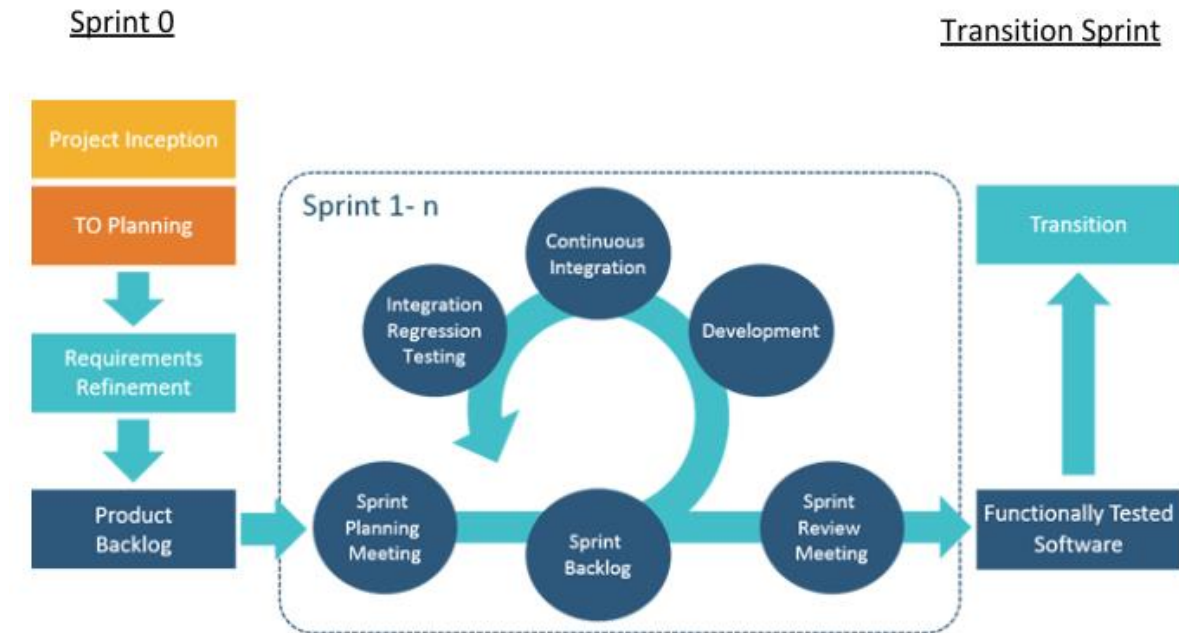 Sprint 0
Transition Sprint
Project Inception
TO Planning
Requirements
Refinement
Product
Backlog
Sprint 1- n
Continuous
Integration
Integration
Regression
Testing
Development
Sprint
Planning
Meeting
Sprint
Backlog
Sprint
Review
Meeting
Transition
Functionally Tested
Software